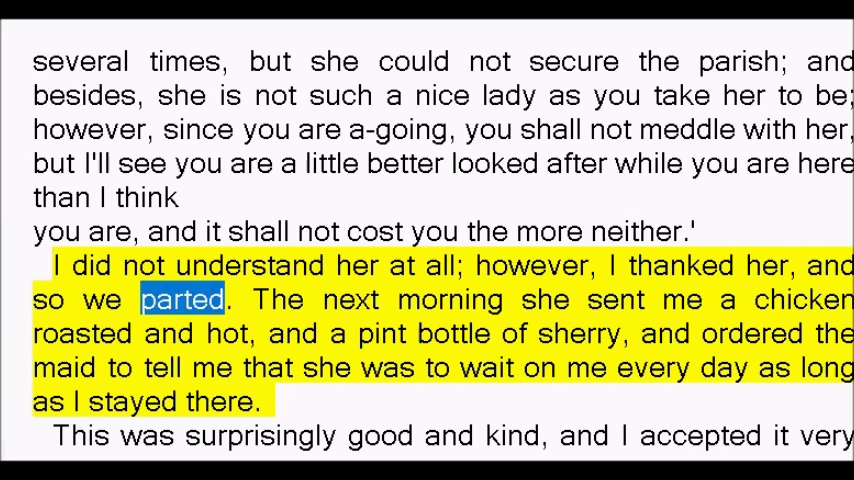 several times, but she could not secure the parish; and
besides, she is not such a nice lady as you take her to be;
however, since you are a-going, you shall not meddle with her,
but I'll see you are a little better looked after while you are here
than I think
you are, and it shall not cost you the more neither.'
I did not understand her at all; however, I thanked her, and
so we parted. The next morning she sent me a chicken
roasted and hot, and a pint bottle of sherry, and ordered the
maid to tell me that she was to wait on me every day as long
as I stayed there.
This was surprisingly good and kind, and I accepted it very